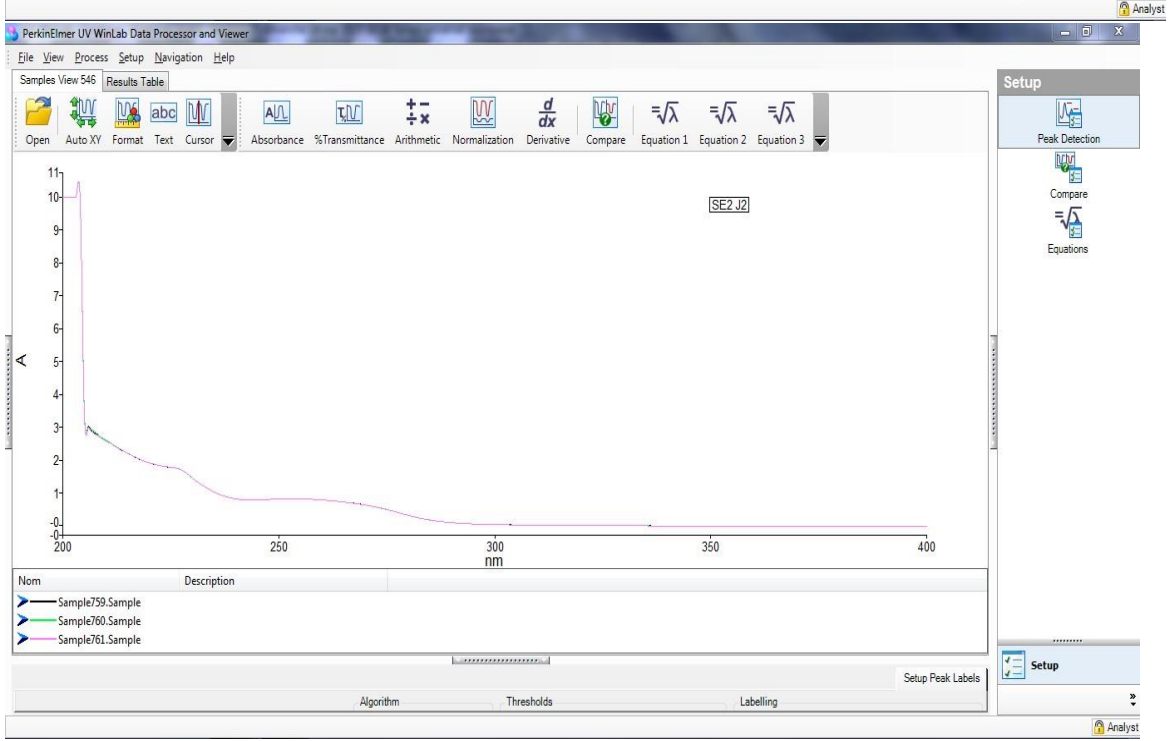 Analyst
PerkinElmer UV WinLab Data Processor and Viewer
File View Process Setup Navigation Help
Samples View 546 Results Table
Open Auto XY Format Text Cursor Absorbance %Transmittance Arithmetic Normalization Derivative Compare Equation 1 Equation 2 Equation 3
Setup
Peak Detection
Compare
Equations
11
10
9
8
7
6
5
4
3
2
1
-0
-0
A
SE2 J2
200 250 300 350 400
nm
Nom Description
Sample759.Sample
Sample760.Sample
Sample761.Sample
Setup
Setup Peak Labels
Algorithm Thresholds Labelling
Analyst